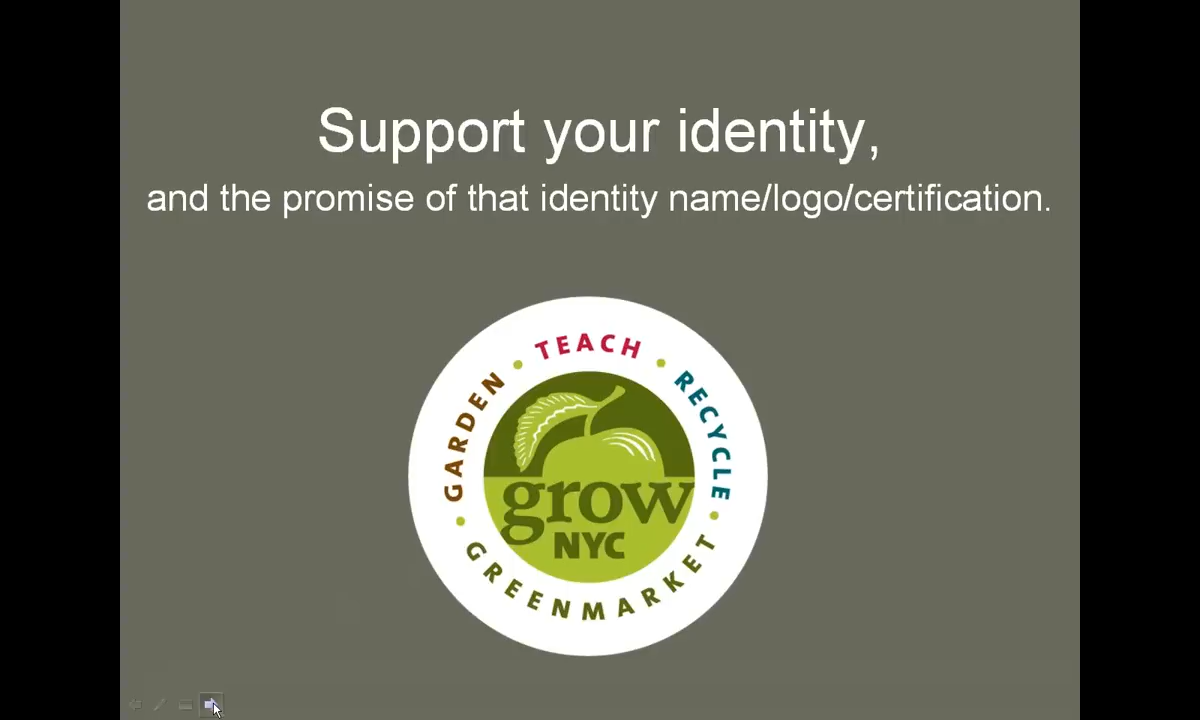 Support your identity,
and the promise of that identity name/logo/certification.
GARDEN • TEACH • RECYCLE • GREENMARKET •
grow
NYC